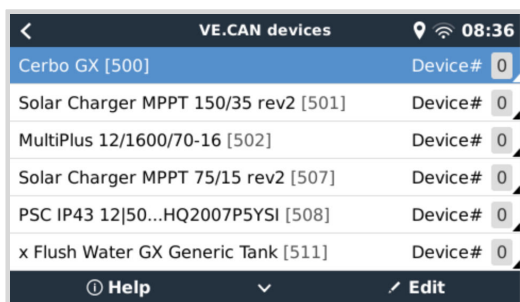 VE.CAN devices 08:36
Cerbo GX [500] Device# 0
Solar Charger MPPT 150/35 rev2 [501] Device# 0
MultiPlus 12/1600/70-16 [502] Device# 0
Solar Charger MPPT 75/15 rev2 [507] Device# 0
PSC IP43 12|50...HQ2007P5YSI [508] Device# 0
x Flush Water GX Generic Tank [511] Device# 0
Help Edit